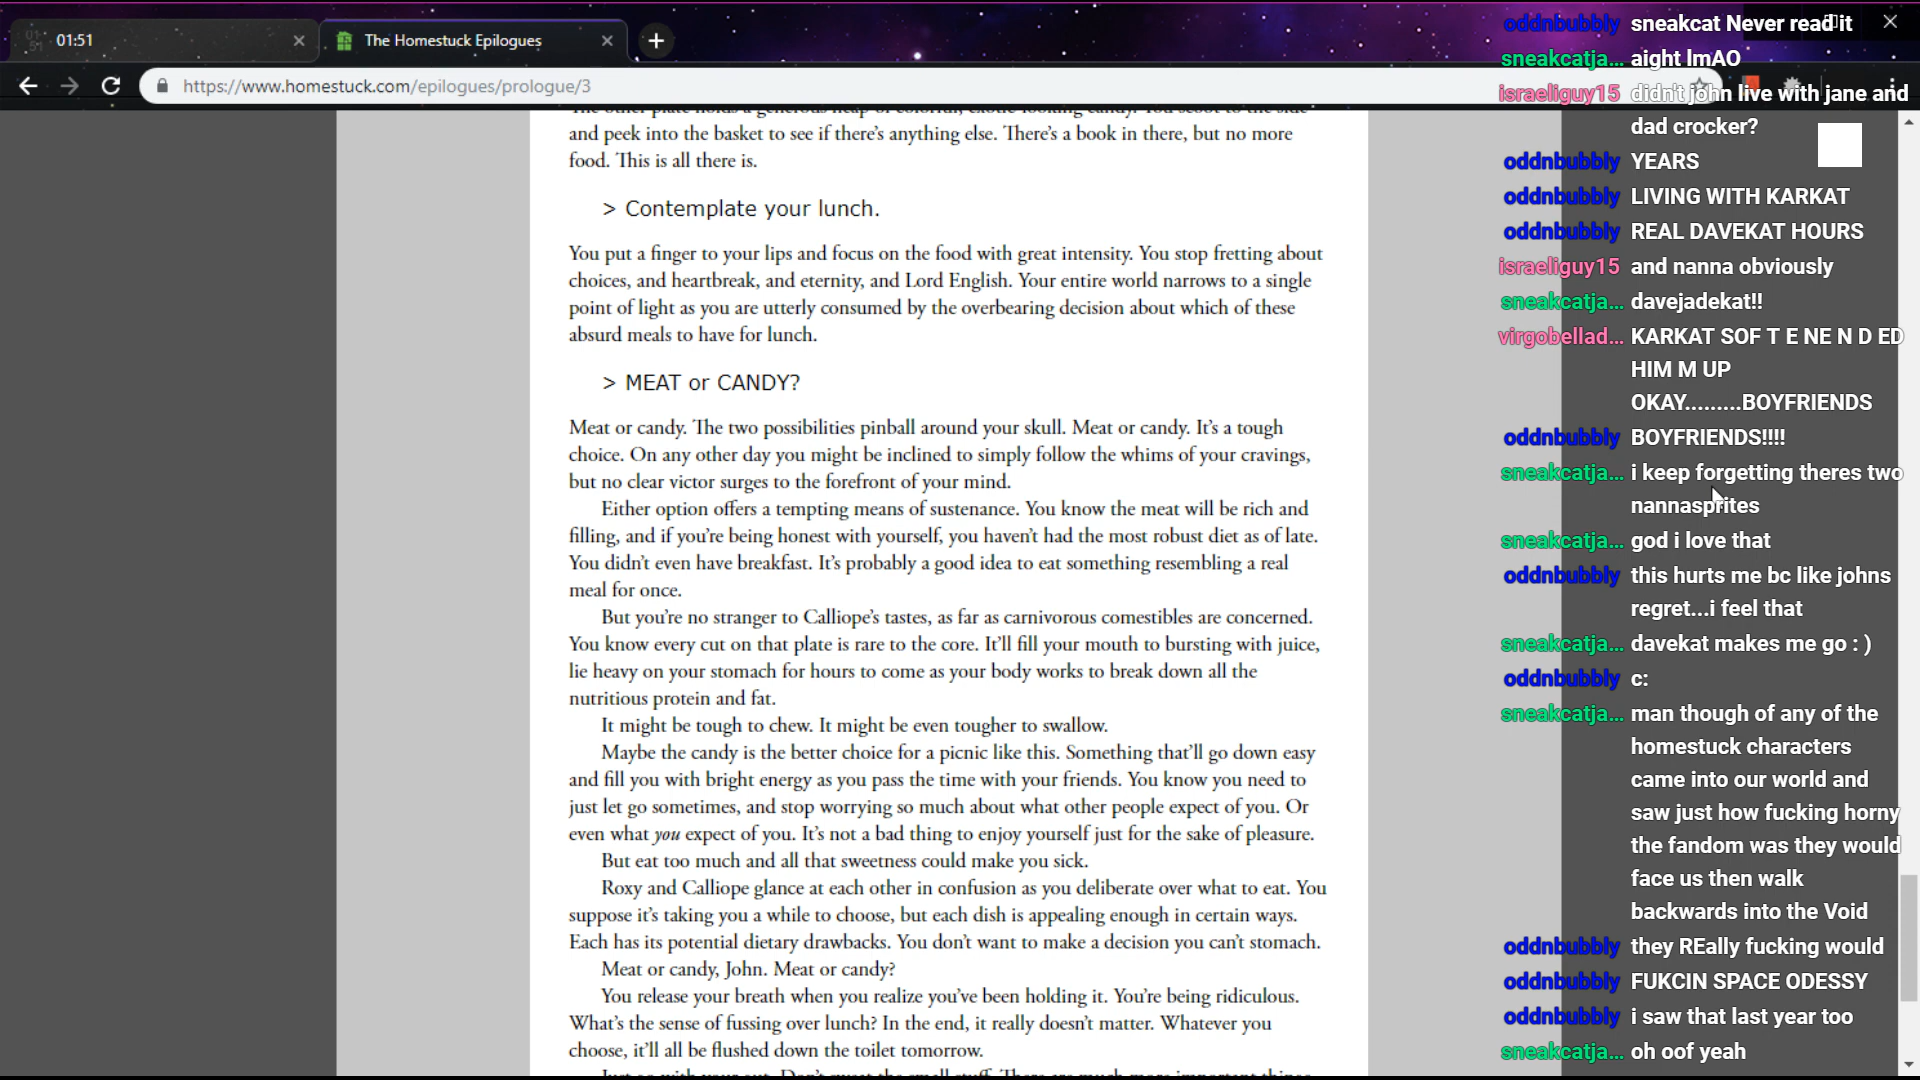 01:51
The Homestuck Epilogues
https://www.homestuck.com/epilogues/prologue/3
and peek into the basket to see if there's anything else. There's a book in there, but no more
food. This is all there is.
> Contemplate your lunch.
You put a finger to your lips and focus on the food with great intensity. You stop fretting about
choices, and heartbreak, and eternity, and Lord English. Your entire world narrows to a single
point of light as you are utterly consumed by the overbearing decision about which of these
absurd meals to have for lunch.
> MEAT or CANDY?
Meat or candy. The two possibilities pinball around your skull. Meat or candy. It's a tough
choice. On any other day you might be inclined to simply follow the whims of your cravings,
but no clear victor surges to the forefront of your mind.
Either option offers a tempting means of sustenance. You know the meat will be rich and
filling, and if you're being honest with yourself, you haven't had the most robust diet as of late.
You didn't even have breakfast. It's probably a good idea to eat something resembling a real
meal for once.
But you're no stranger to Calliope's tastes, as far as carnivorous comestibles are concerned.
You know every cut on that plate is rare to the core. It'll fill your mouth to bursting with juice,
lie heavy on your stomach for hours to come as your body works to break down all the
nutritious protein and fat.
It might be tough to chew. It might be even tougher to swallow.
Maybe the candy is the better choice for a picnic like this. Something that'll go down easy
and fill you with bright energy as you pass the time with your friends. You know you need to
just let go sometimes, and stop worrying so much about what other people expect of you. Or
even what you expect of you. It's not a bad thing to enjoy yourself just for the sake of pleasure.
But eat too much and all that sweetness could make you sick.
Roxy and Calliope glance at each other in confusion as you deliberate over what to eat. You
suppose it's taking you a while to choose, but each dish is appealing enough in certain ways.
Each has its potential dietary drawbacks. You don't want to make a decision you can't stomach.
Meat or candy, John. Meat or candy?
You release your breath when you realize you've been holding it. You're being ridiculous.
What's the sense of fussing over lunch? In the end, it really doesn't matter. Whatever you
choose, it'll all be flushed down the toilet tomorrow.
oddnbubbly sneakcat Never read it
sneakcatja... aight lmAO
israeliguy15 didn't john live with jane and
dad crocker?
oddnbubbly YEARS
oddnbubbly LIVING WITH KARKAT
oddnbubbly REAL DAVEKAT HOURS
israeliguy15 and nanna obviously
sneakcatja... davejadekat!!
virgobellad... KARKAT SOF T E NE N D ED
HIM M UP
OKAY.........BOYFRIENDS
oddnbubbly BOYFRIENDS!!!!
sneakcatja... i keep forgetting theres two
nannasprites
sneakcatja... god i love that
oddnbubbly this hurts me bc like johns
regret...i feel that
sneakcatja... davekat makes me go : )
oddnbubbly c:
sneakcatja... man though of any of the
homestuck characters
came into our world and
saw just how fucking horny
the fandom was they would
face us then walk
backwards into the Void
oddnbubbly they REally fucking would
oddnbubbly FUKCIN SPACE ODESSY
oddnbubbly i saw that last year too
sneakcatja... oh oof yeah